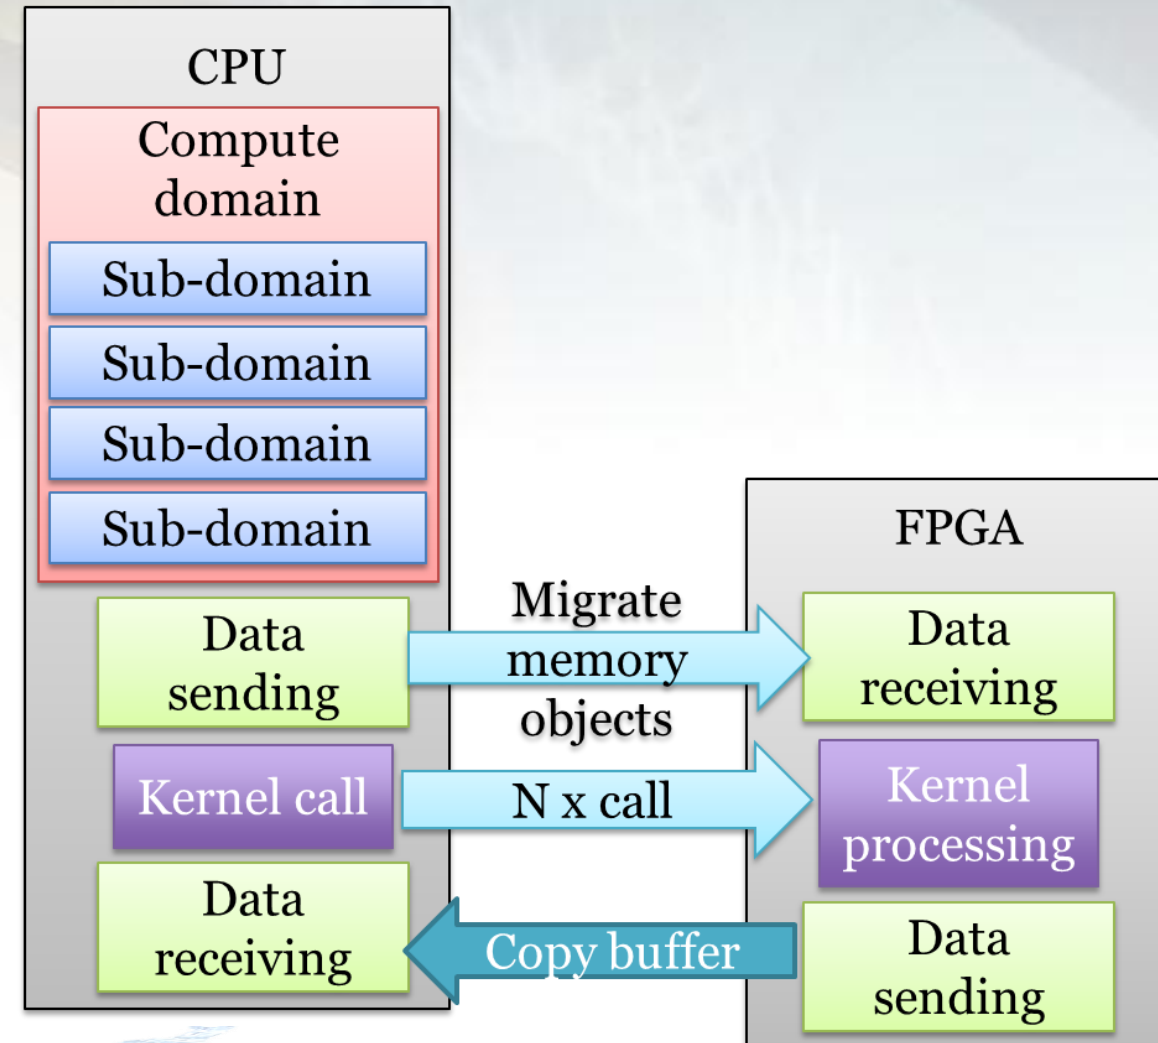 CPU
Compute
domain
Sub-domain
Sub-domain
Sub-domain
Sub-domain
Data
sending
Kernel call
Data
receiving
Migrate
memory
objects
N x call
Copy buffer
FPGA
Data
receiving
Kernel
processing
Data
sending